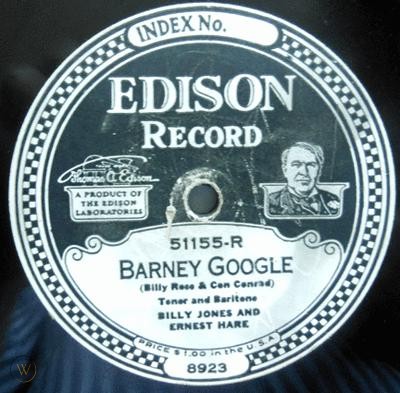 INDEX No.
EDISON
RECORD
Thomas A. Edison.
A PRODUCT OF
THE EDISON
LABORATORIES
51155-R
BARNEY GOOGLE
(Billy Rose & Con Conrad)
Tenor and Baritone
BILLY JONES AND
ERNEST HARE
PRICE $1.00 in the U.S.A
8923